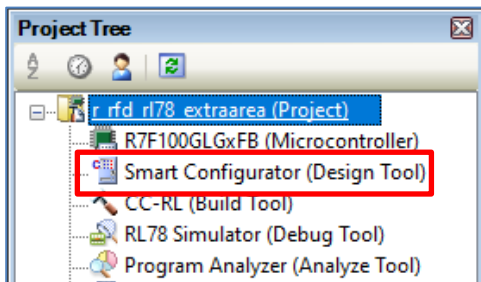 Project Tree
r_rfd_rl78_extraarea (Project)
R7F100GLGxFB (Microcontroller)
Smart Configurator (Design Tool)
CC-RL (Build Tool)
RL78 Simulator (Debug Tool)
Program Analyzer (Analyze Tool)